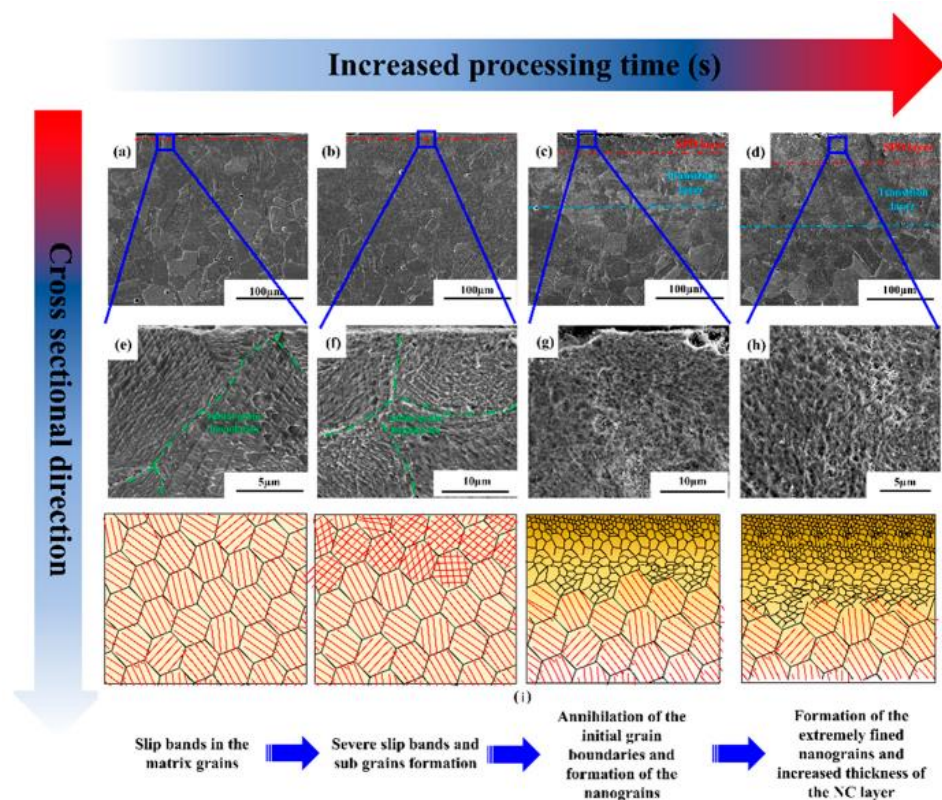 Increased processing time (s)
Cross sectional direction
(a)
(b)
(c)
(d)
SPD layer
Transition
layer
Transition
layer
100µm
100µm
100µm
100µm
(e)
(f)
(g)
(h)
5µm
10µm
10µm
5µm
(i)
Slip bands in the
matrix grains
Severe slip bands and
sub grains formation
Annihilation of the
initial grain
boundaries and
formation of the
nanograins
Formation of the
extremely fined
nanograins and
increased thickness of
the NC layer